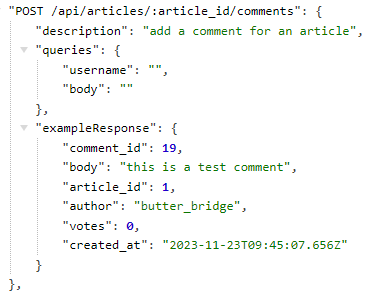 "POST /api/articles/:article_id/comments": {
"description": "add a comment for an article",
"queries": {
"username": "",
"body": ""
},
"exampleResponse": {
"comment_id": 19,
"body": "this is a test comment",
"article_id": 1,
"author": "butter_bridge",
"votes": 0,
"created_at": "2023-11-23T09:45:07.656Z"
}
},